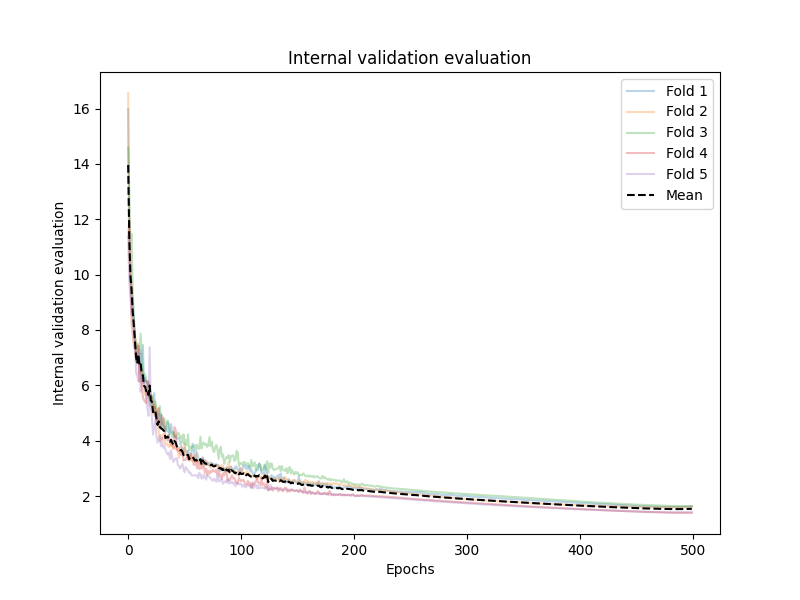 Internal validation evaluation
Internal validation evaluation
16
14
12
10
8
6
4
2
0
100
200
300
400
500
Epochs
Fold 1
Fold 2
Fold 3
Fold 4
Fold 5
Mean